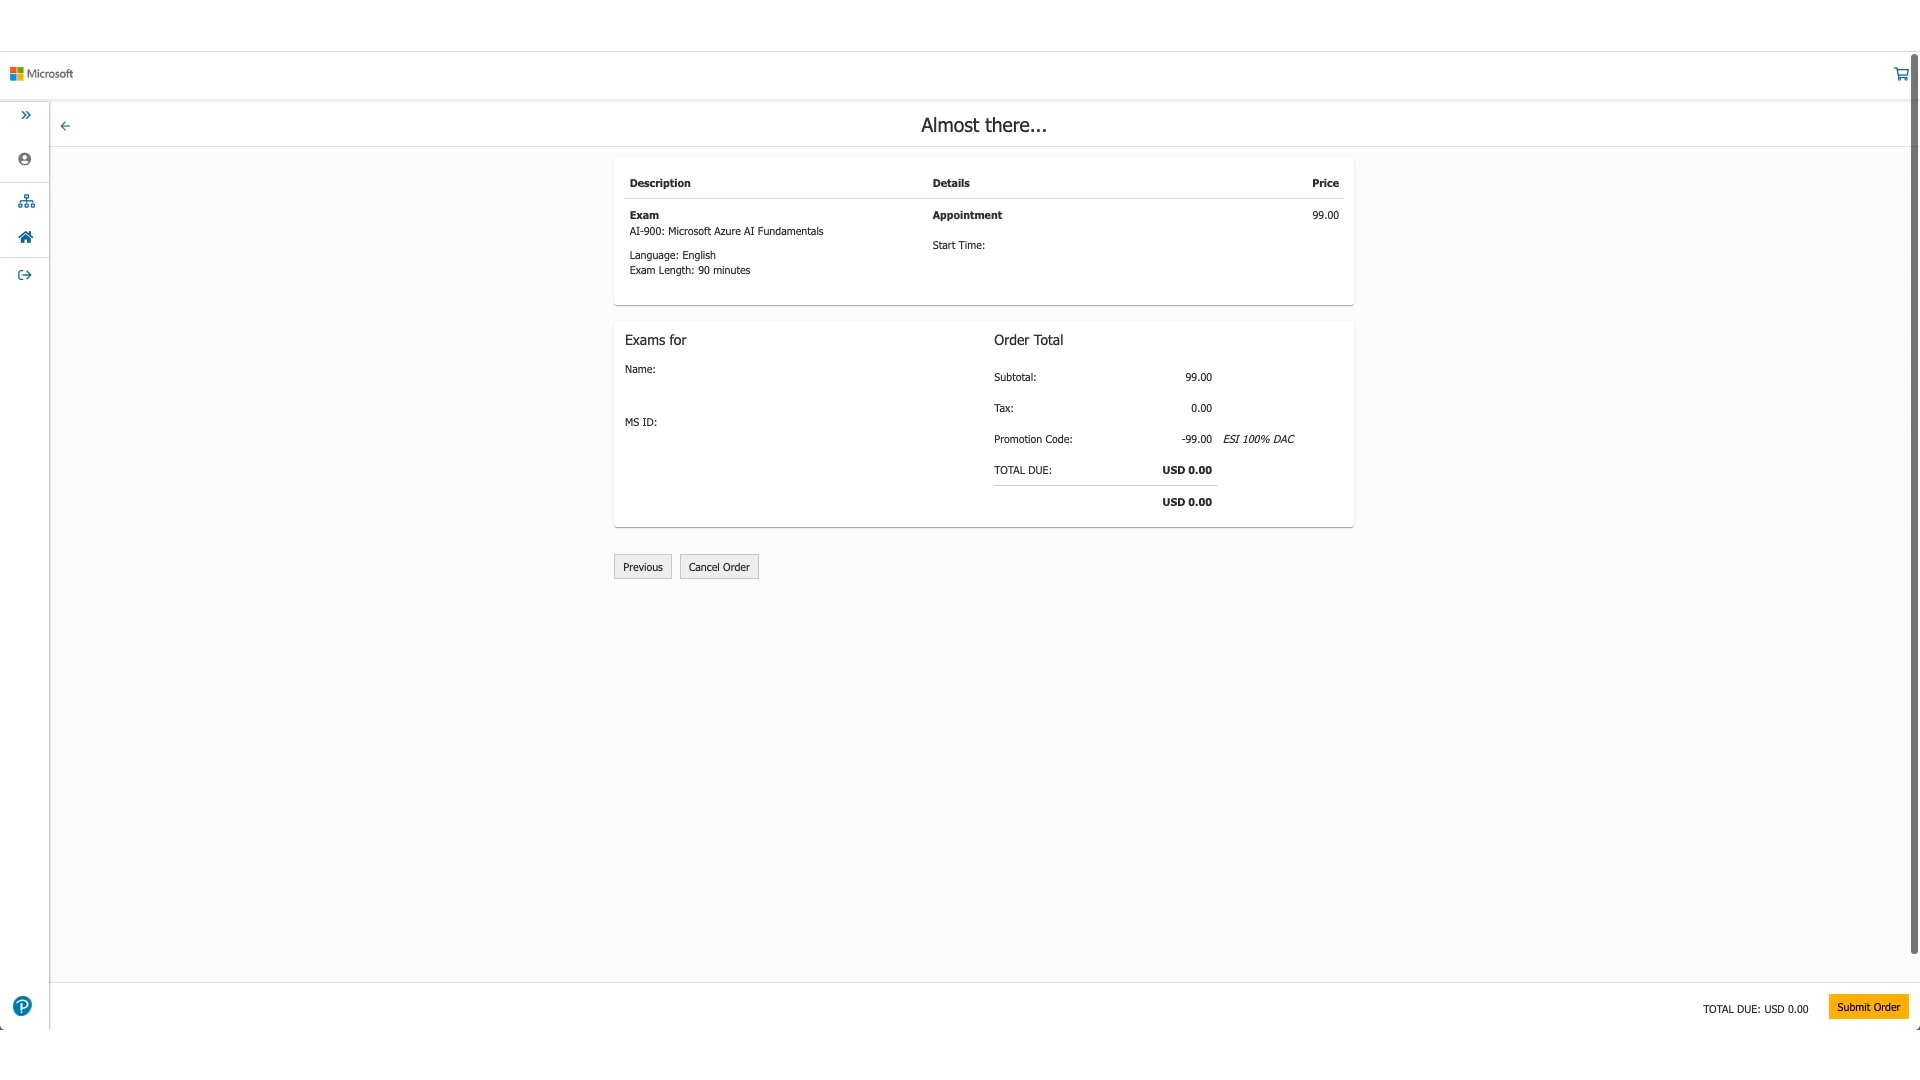 Microsoft
Almost there...
Description Details Price
Exam Appointment 99.00
AI-900: Microsoft Azure AI Fundamentals
Start Time:
Language: English
Exam Length: 90 minutes
Exams for
Name:
MS ID:
Order Total
Subtotal: 99.00
Tax: 0.00
Promotion Code: -99.00 ESI 100% DAC
TOTAL DUE: USD 0.00
USD 0.00
Previous Cancel Order
TOTAL DUE: USD 0.00 Submit Order